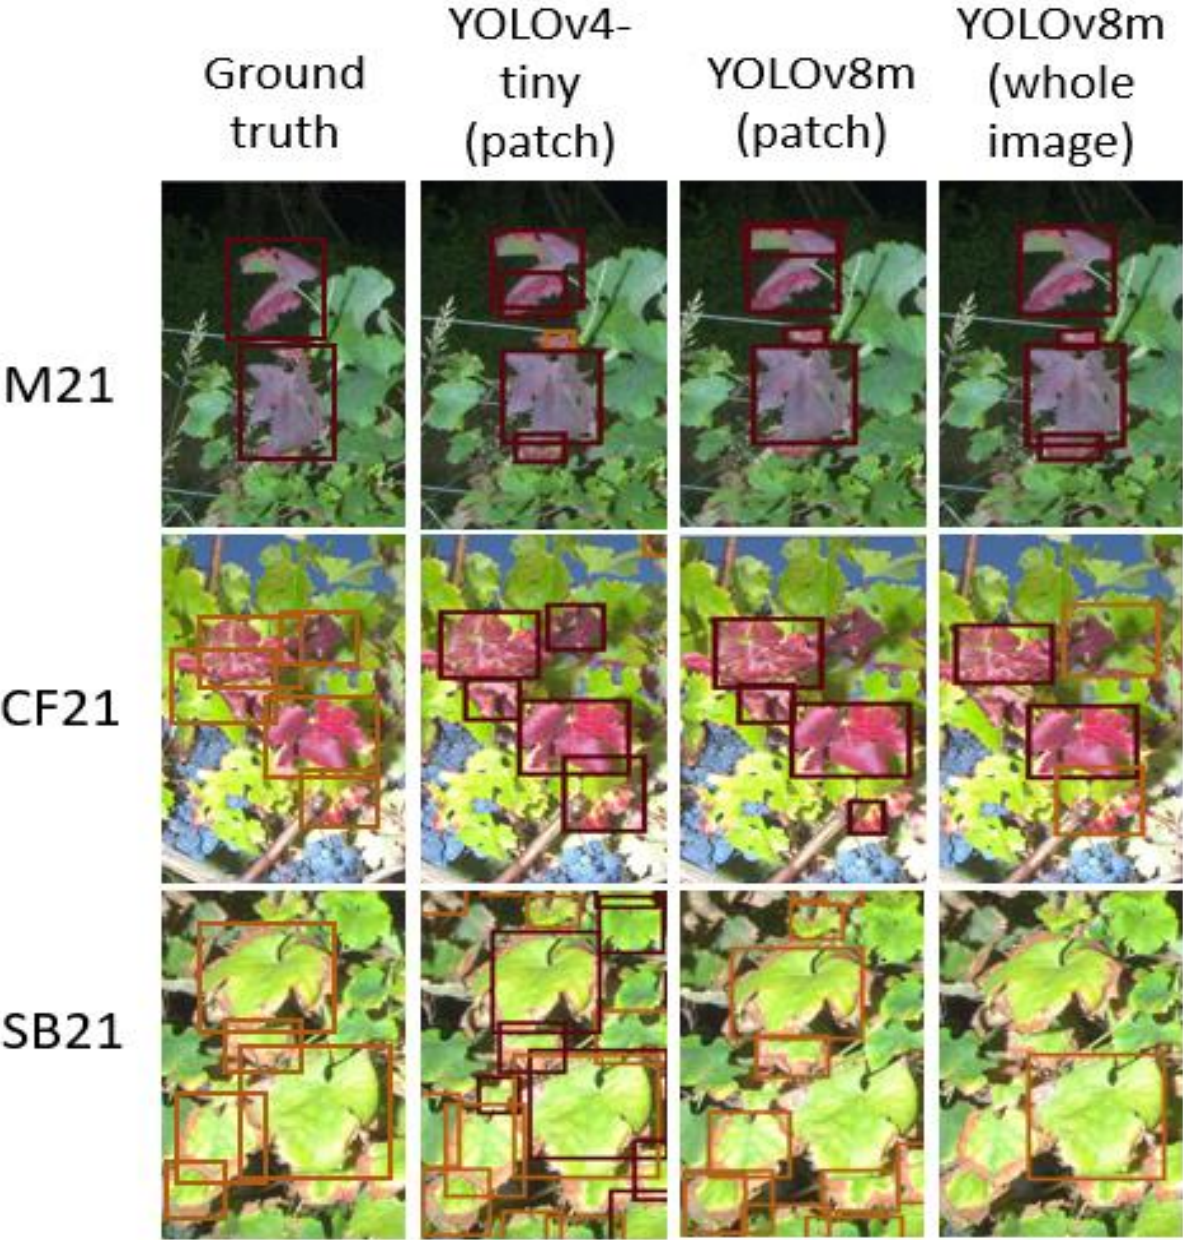 Ground
truth
YOLOv4-
tiny
(patch)
YOLOv8m
(patch)
YOLOv8m
(whole
image)
M21
CF21
SB21